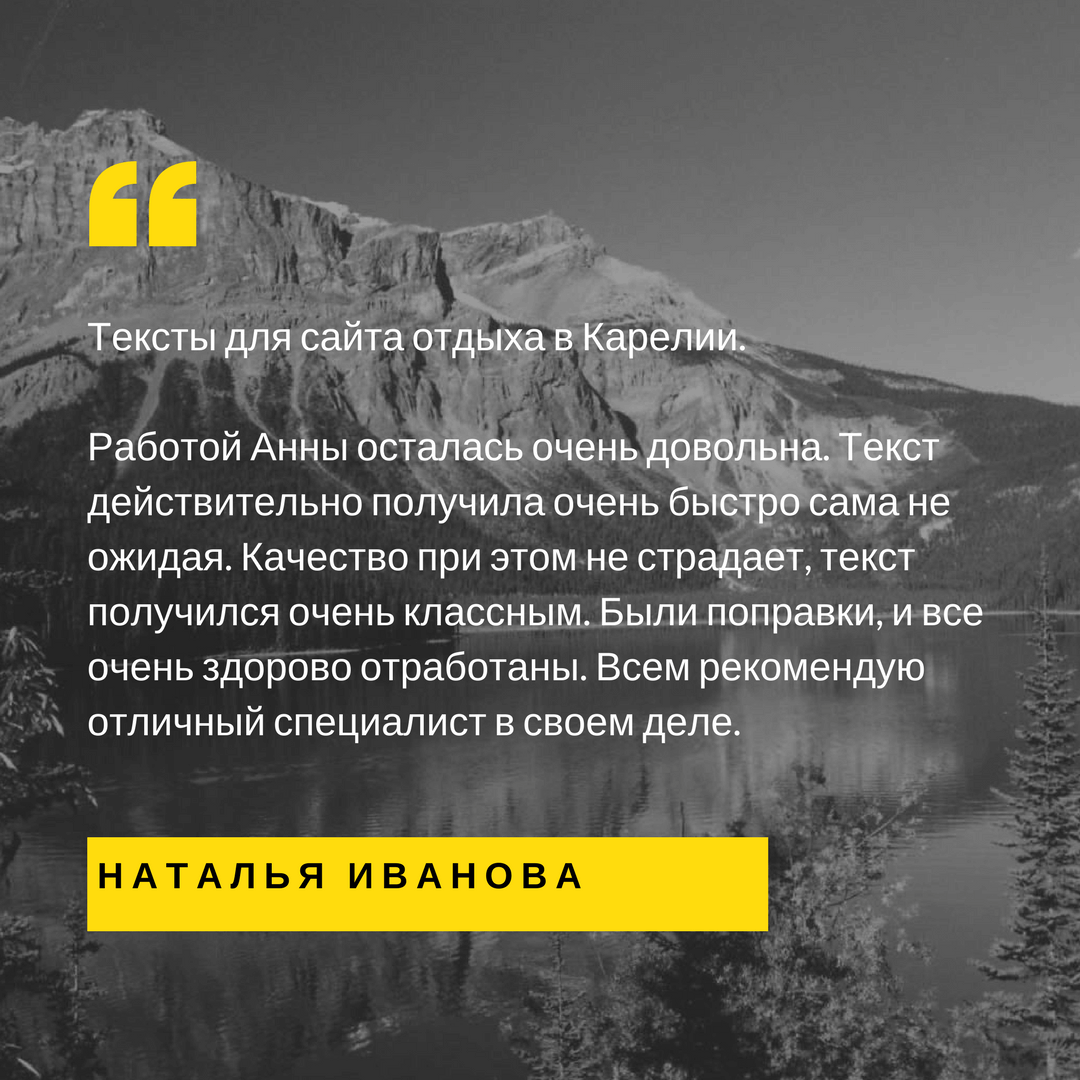 “
Тексты для сайта отдыха в Карелии.
Работой Анны осталась очень довольна. Текст
действительно получила очень быстро сама не
ожидая. Качество при этом не страдает, текст
получился очень классным. Были поправки, и все
очень здорово отработаны. Всем рекомендую
отличный специалист в своем деле.
НАТАЛЬЯ ИВАНОВА